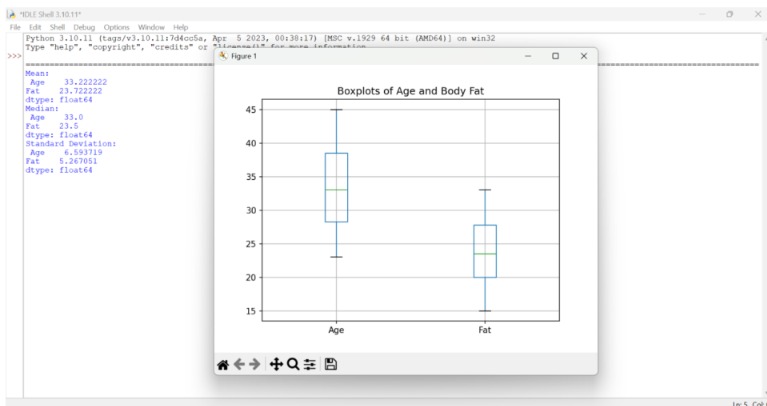 *IDLE Shell 3.10.11*
File Edit Shell Debug Options Window Help
Python 3.10.11 (tags/v3.10.11:7d4cc5a, Apr 5 2023, 00:38:17) [MSC v.1929 64 bit (AMD64)] on win32
Type "help", "copyright", "credits" or "license()" for more information.
>>>
Mean:
Age 33.222222
Fat 23.722222
dtype: float64
Median:
Age 33.0
Fat 23.5
dtype: float64
Standard Deviation:
Age 6.593719
Fat 5.267051
dtype: float64
Figure 1
Boxplots of Age and Body Fat
45
40
35
30
25
20
15
Age Fat